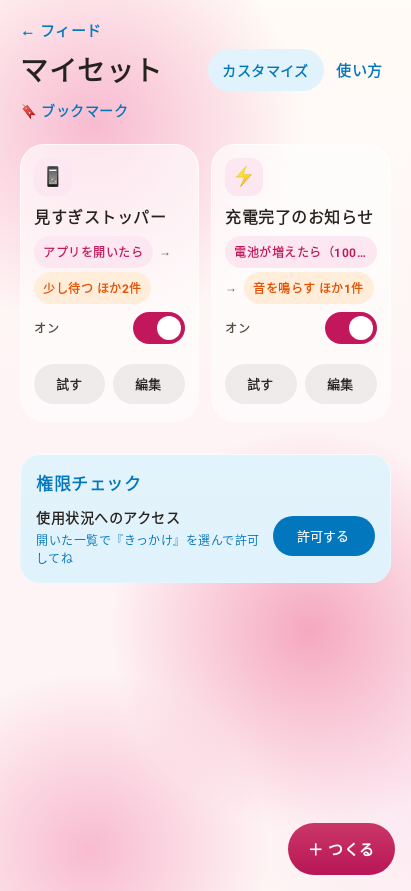 ← フィード
マイセット
カスタマイズ
使い方
ブックマーク
見すぎストッパー
アプリを開いたら →
少し待つ ほか2件
オン
試す
編集
充電完了のお知らせ
電池が増えたら（100…
→ 音を鳴らす ほか1件
オン
試す
編集
権限チェック
使用状況へのアクセス
開いた一覧で『きっかけ』を選んで許可
してね
許可する
＋ つくる